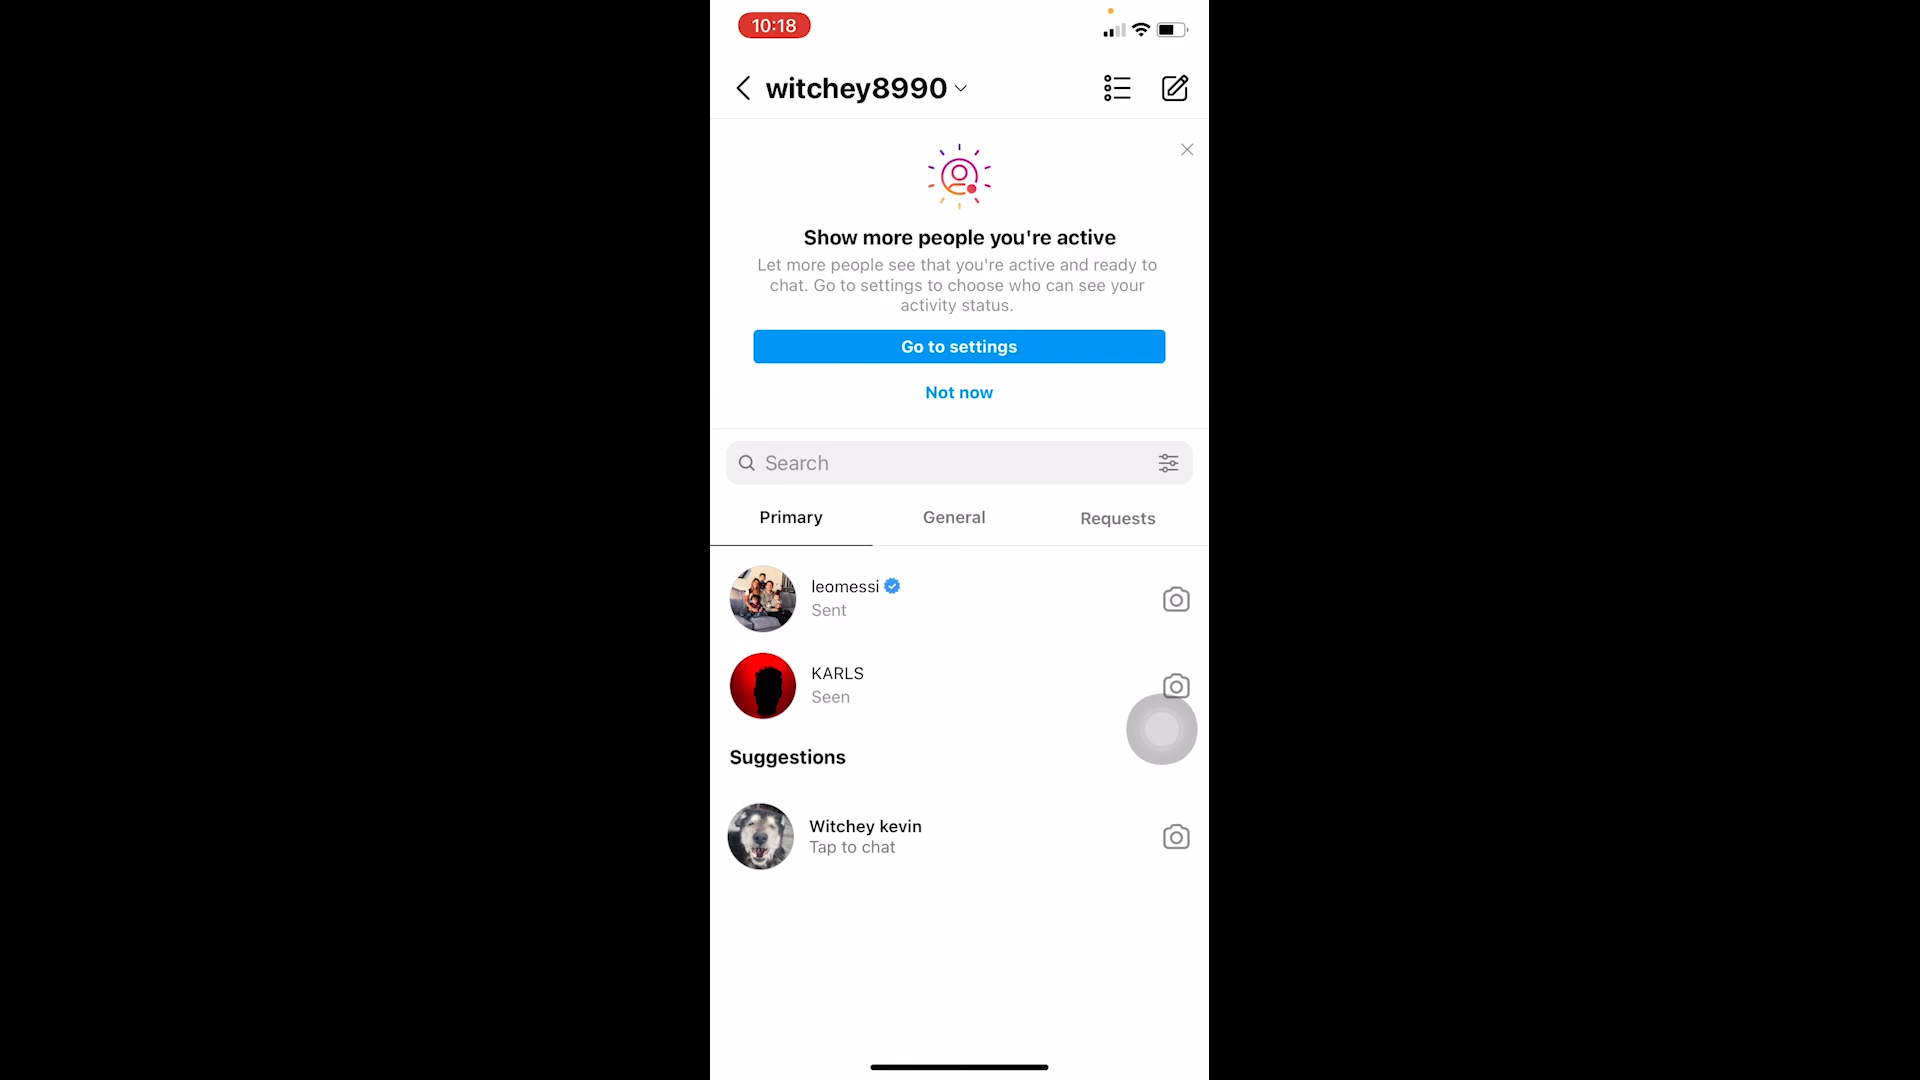 10:18
witchey8990
Show more people you're active
Let more people see that you're active and ready to
chat. Go to settings to choose who can see your
activity status.
Go to settings
Not now
Search
Primary
General
Requests
leomessi
Sent
KARLS
Seen
Suggestions
Witchey kevin
Tap to chat